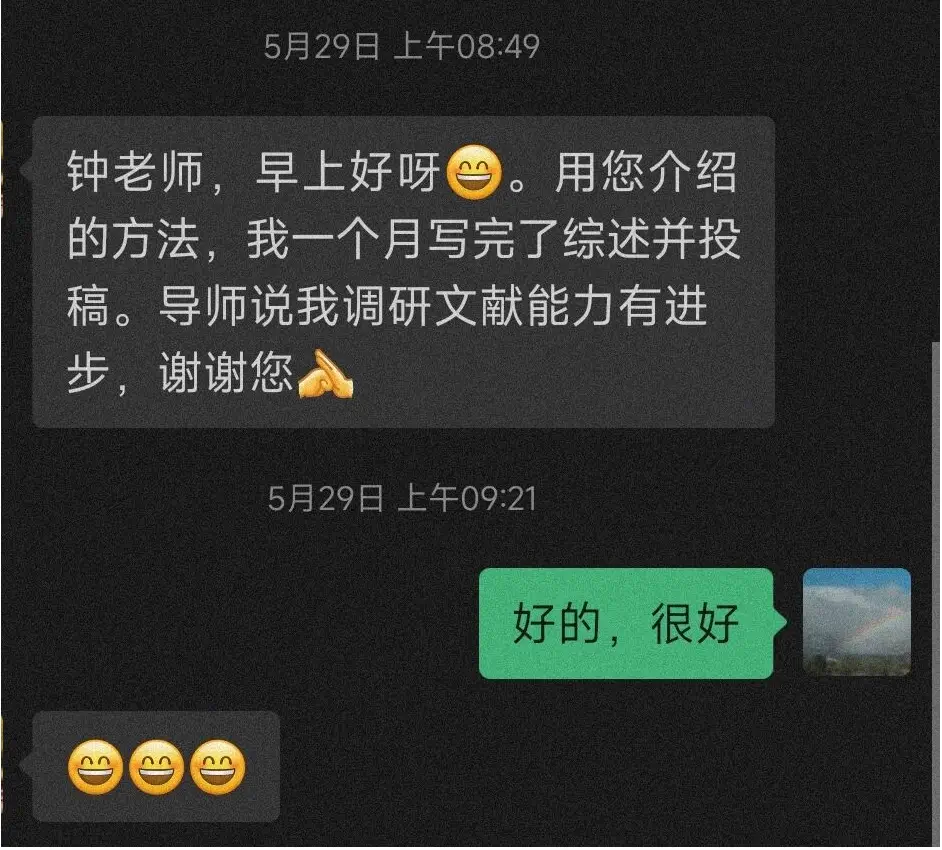 5月29日 上午08:49
钟老师，早上好呀😄。用您介绍
的方法，我一个月写完了综述并投
稿。导师说我调研文献能力有进
步，谢谢您
5月29日 上午09:21
好的，很好
😄😄😄